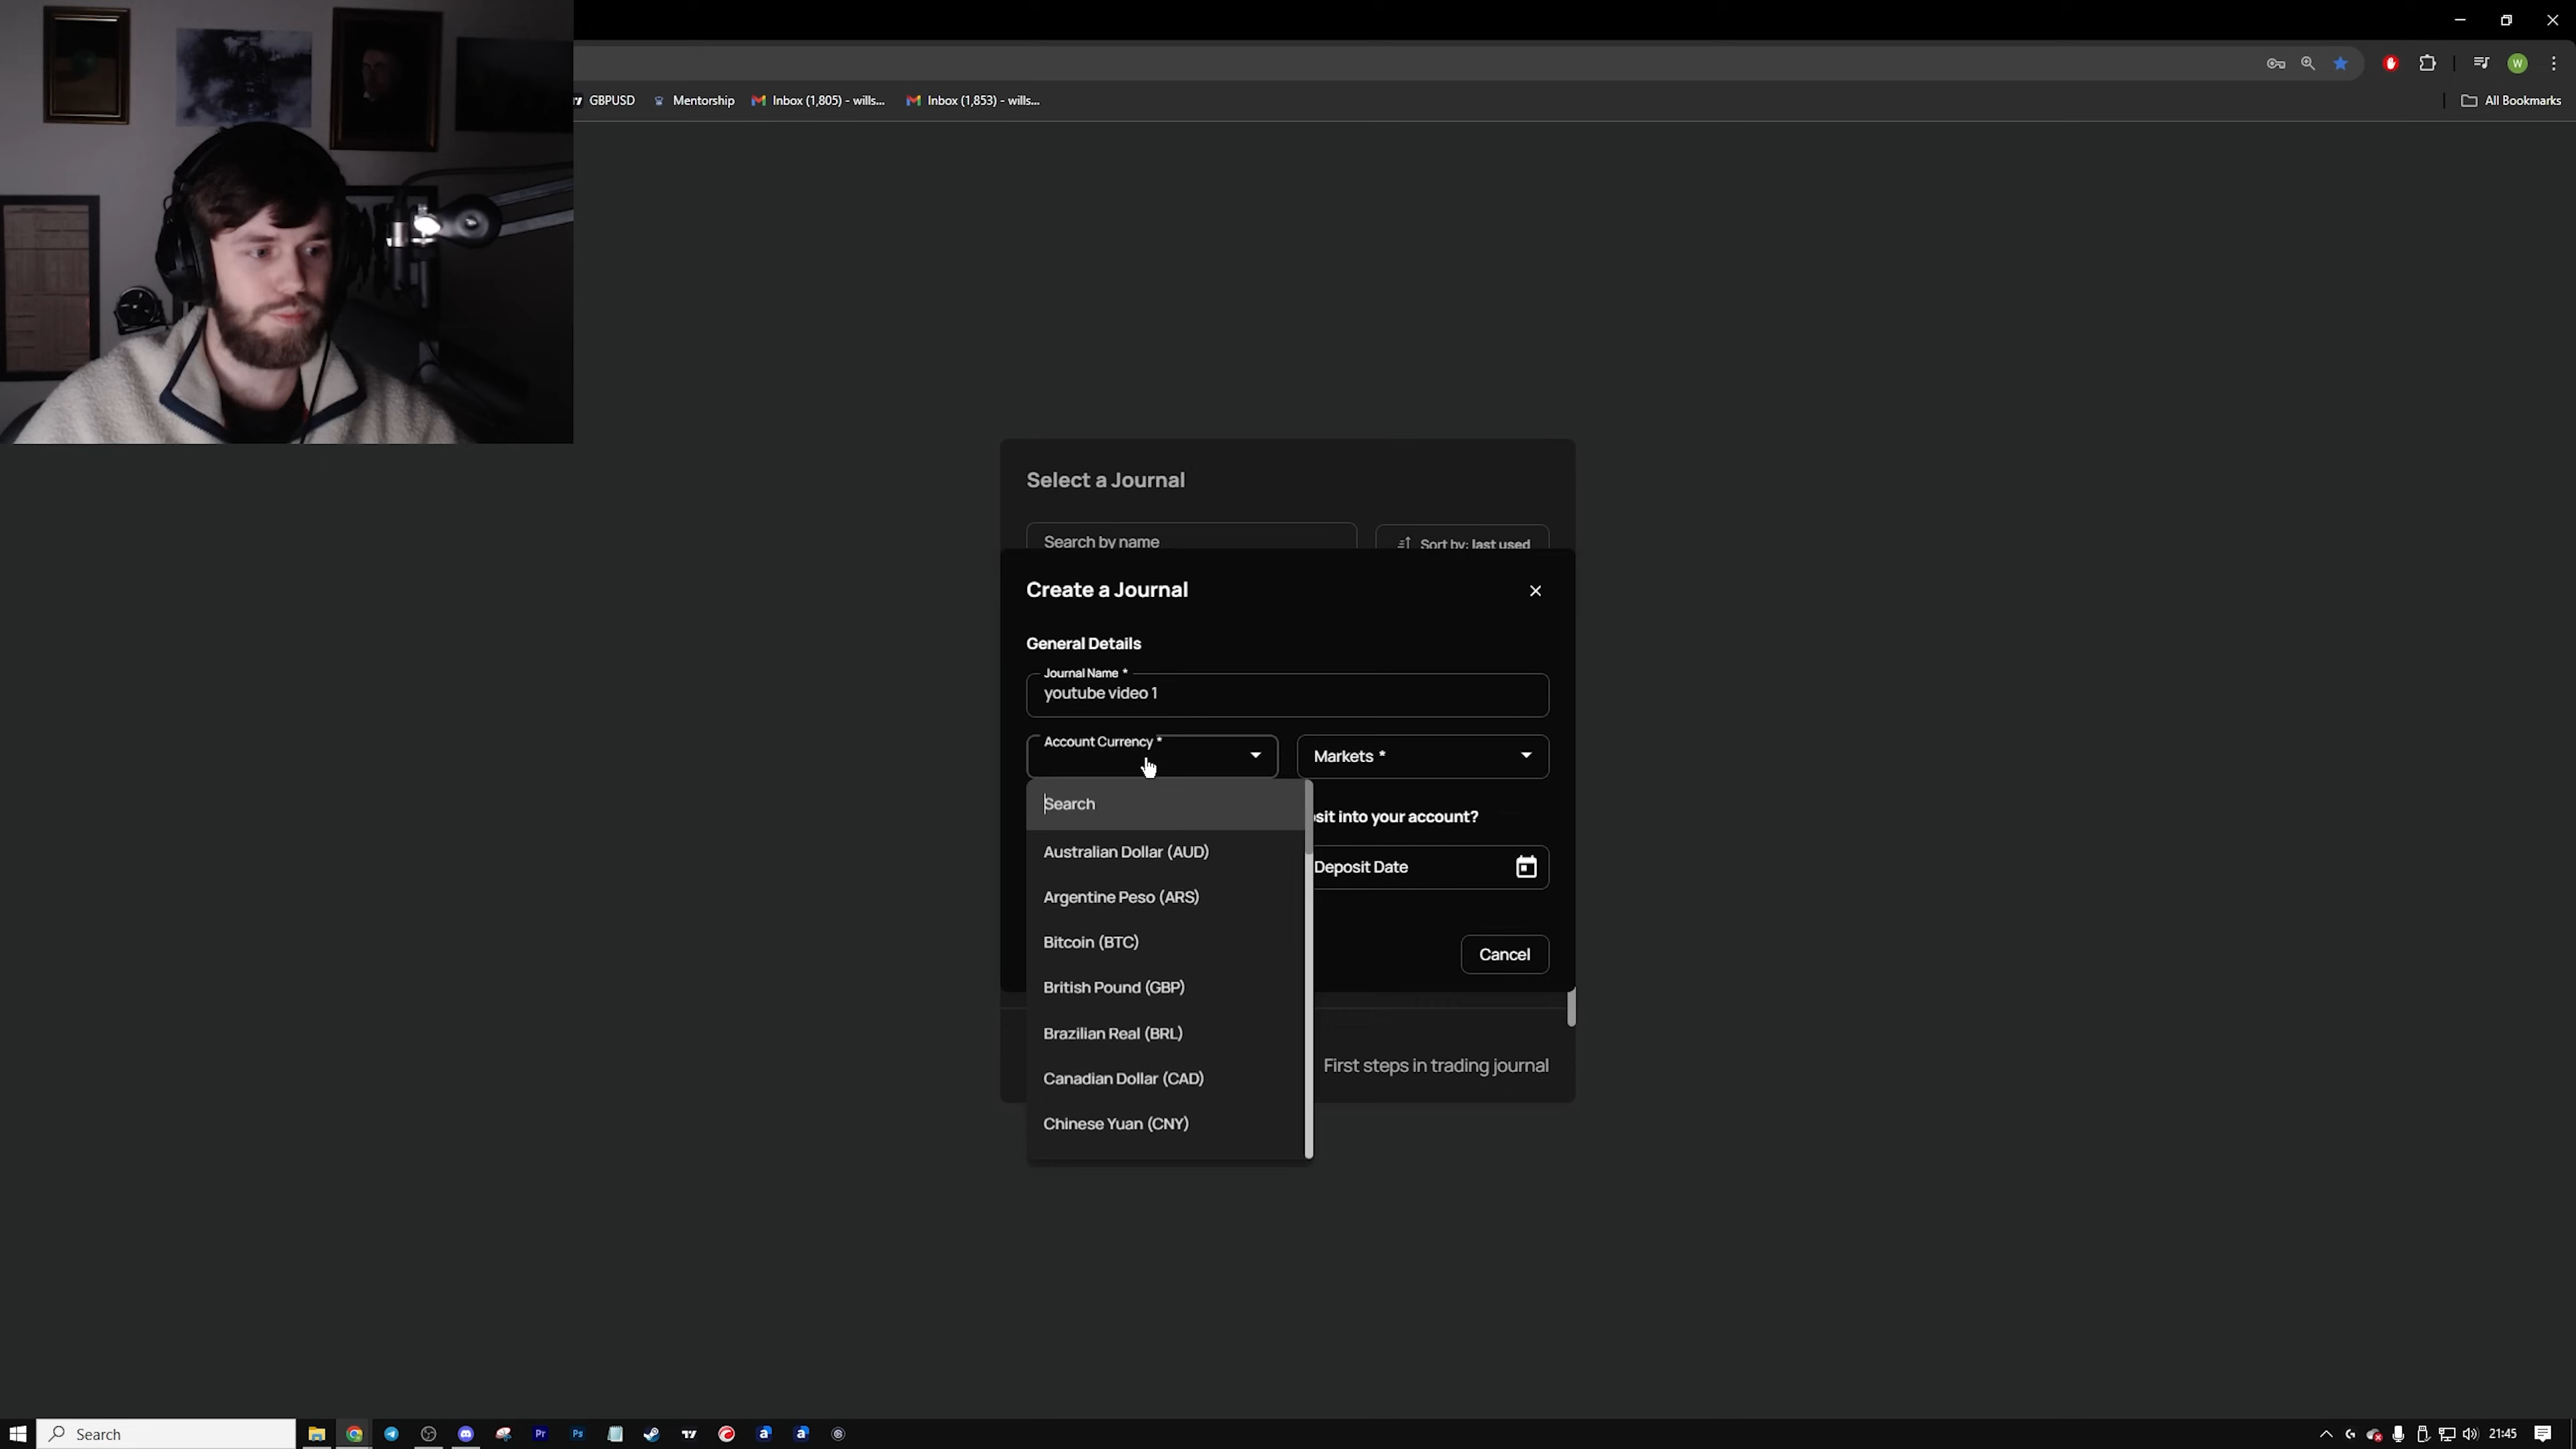 GBPUSD
Mentorship
Inbox (1,805) - wills...
Inbox (1,853) - wills...
W
All Bookmarks
Select a Journal
Search by name
Sort by: last used
Create a Journal
General Details
Journal Name *
youtube video 1
Account Currency *
Markets *
Search
sit into your account?
Australian Dollar (AUD)
Deposit Date
Argentine Peso (ARS)
Bitcoin (BTC)
Cancel
British Pound (GBP)
Brazilian Real (BRL)
First steps in trading journal
Canadian Dollar (CAD)
Chinese Yuan (CNY)
Search
Pr
Ps
21:45